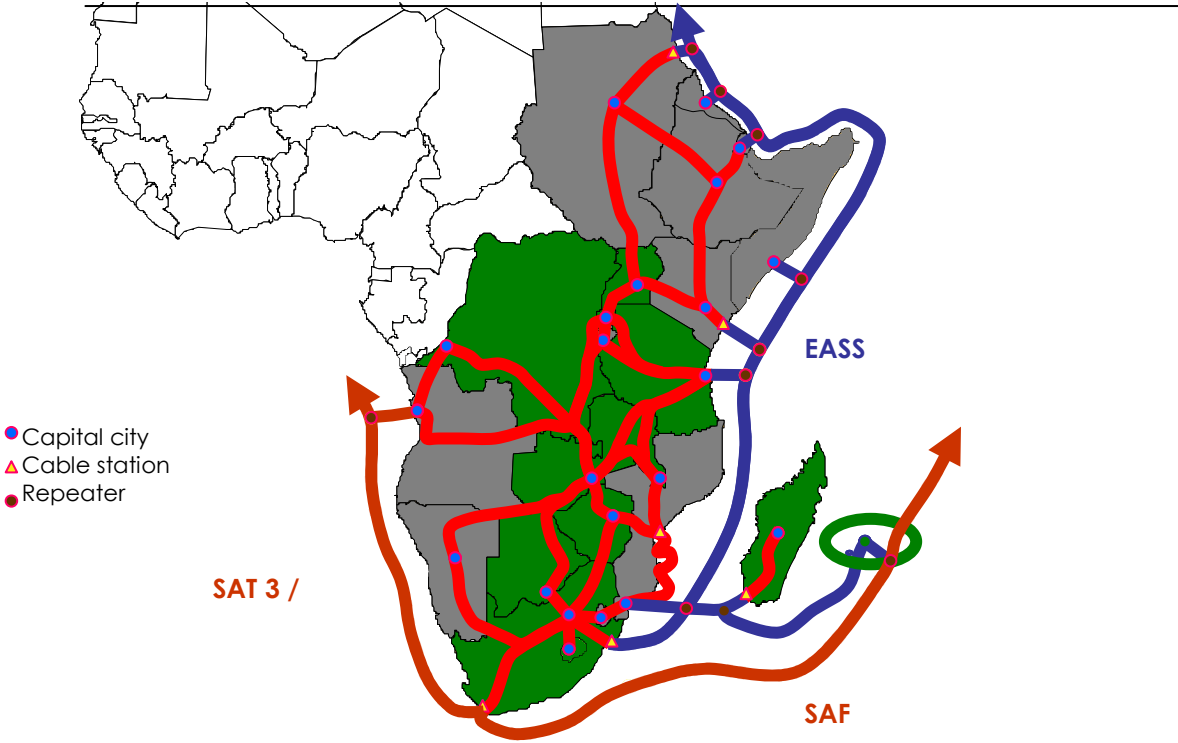 EASS
Capital city
Cable station
Repeater
SAT 3 /
SAF